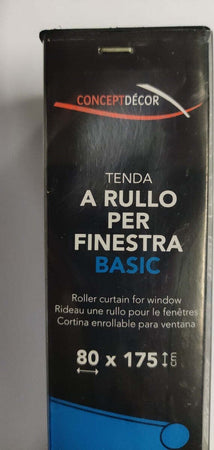 CONCEPTDÉCOR
TENDA
A RULLO
PER
FINESTRA
BASIC
Roller curtain for window
Rideau une rullo pour le fenêtres
Cortina enrollable para ventana
80 x 175 cm